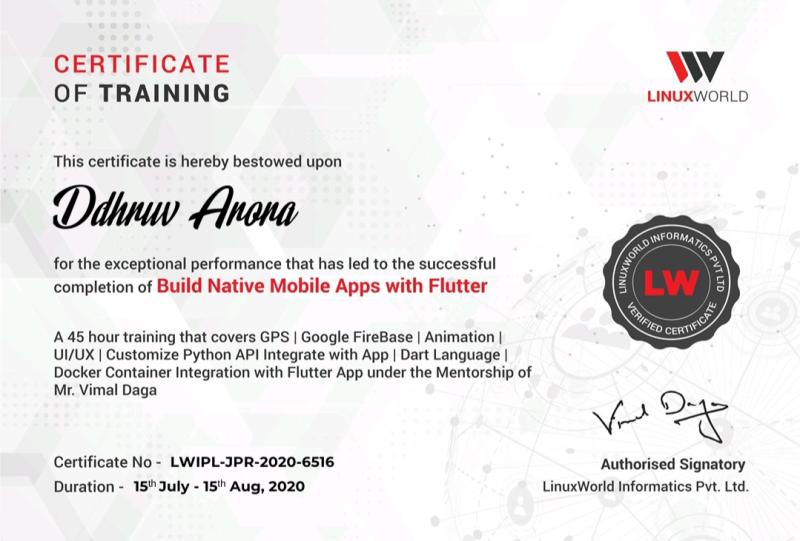 CERTIFICATE
OF TRAINING
LINUXWORLD
This certificate is hereby bestowed upon
Ddhruv Arora
for the exceptional performance that has led to the successful
completion of Build Native Mobile Apps with Flutter
LINUXWORLD INFORMATICS PVT LTD
LW
VERIFIED CERTIFICATE
A 45 hour training that covers GPS | Google FireBase | Animation |
UI/UX | Customize Python API Integrate with App | Dart Language |
Docker Container Integration with Flutter App under the Mentorship of
Mr. Vimal Daga
Vimal Daga
Certificate No - LWIPL-JPR-2020-6516
Authorised Signatory
Duration - 15th July - 15th Aug, 2020
LinuxWorld Informatics Pvt. Ltd.